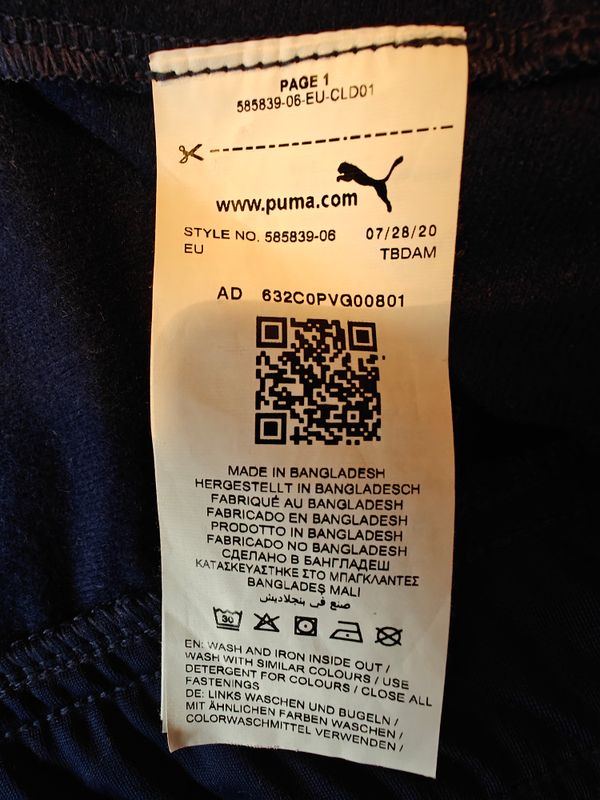 PAGE 1
585839-06-EU-CLD01
www.puma.com
STYLE NO. 585839-06 07/28/20
EU TBDAM
AD 632C0PVG00801
MADE IN BANGLADESH
HERGESTELLT IN BANGLADESCH
FABRIQUÉ AU BANGLADESH
FABRICADO EN BANGLADESH
PRODOTTO IN BANGLADESH
FABRICADO NO BANGLADESH
СДЕЛАНО В БАНГЛАДЕШ
ΚΑΤΑΣΚΕΥΑΣΤΗΚΕ ΣΤΟ ΜΠΑΓΚΛΑΝΤΕΣ
BANGLADEŞ MALI
صنع في بنجلاديش
30
EN: WASH AND IRON INSIDE OUT /
WASH WITH SIMILAR COLOURS / USE
DETERGENT FOR COLOURS / CLOSE ALL
FASTENINGS
DE: LINKS WASCHEN UND BUGELN /
MIT ÄHNLICHEN FARBEN WASCHEN /
COLORWASCHMITTEL VERWENDEN /